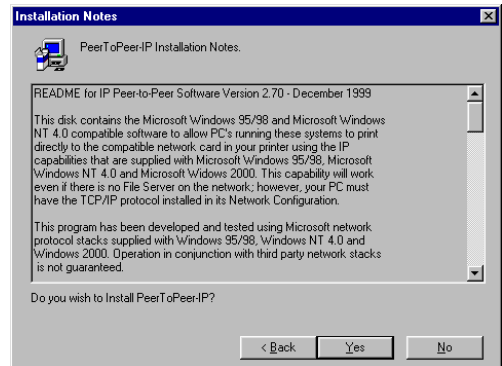 Installation Notes
PeerToPeer-IP Installation Notes.
README for IP Peer-to-Peer Software Version 2.70 - December 1999
This disk contains the Microsoft Windows 95/98 and Microsoft Windows
NT 4.0 compatible software to allow PC's running these systems to print
directly to the compatible network card in your printer using the IP
capabilities that are supplied with Microsoft Windows 95/98, Microsoft
Windows NT 4.0 and Microsoft Widows 2000. This capability will work
even if there is no File Server on the network; however, your PC must
have the TCP/IP protocol installed in its Network Configuration.
This program has been developed and tested using Microsoft network
protocol stacks supplied with Windows 95/98, Windows NT 4.0 and
Windows 2000. Operation in conjunction with third party network stacks
is not guaranteed.
Do you wish to Install PeerToPeer-IP?
< Back
Yes
No